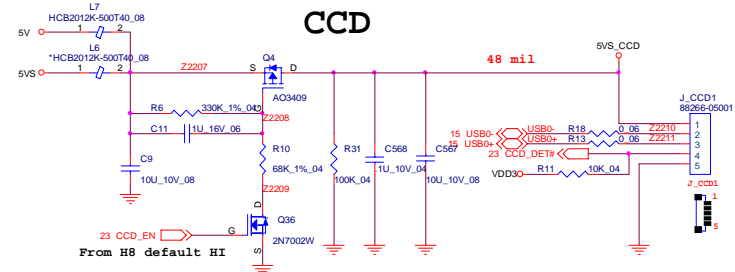 CCD
L7
HCB2012K-500T40_08
5V
1
2
L6
*HCB2012K-500T40_08
5VS
1
2
Z2207
Q4
S
D
G
AO3409
48 mil
5VS_CCD
R6
330K_1%_04
Z2208
C11
1U_16V_06
C9
10U_10V_08
R10
68K_1%_04
Z2209
R31
100K_04
C568
.1U_10V_04
C567
10U_10V_08
J_CCD1
88266-05001
1
2
3
4
5
15 USB0-
R18
0_06
Z2210
15 USB0+
R13
0_06
Z2211
23 CCD_DET#
VDD3
R11
10K_04
J_CCD1
1
5
D
Q36
23 CCD_EN
G
2N7002W
S
From H8 default HI